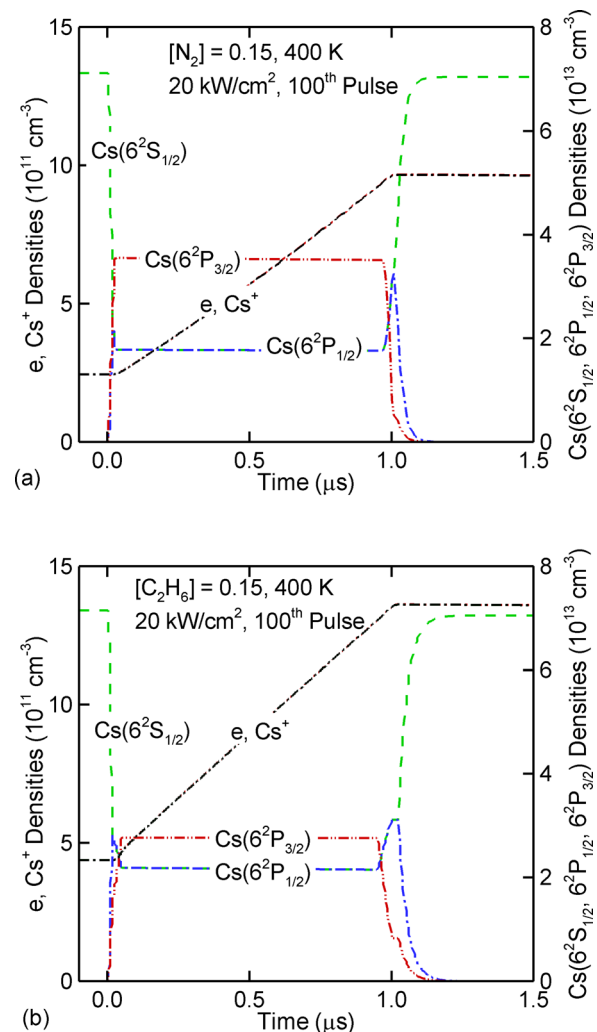 [N₂] = 0.15, 400 K
20 kW/cm², 100ᵗʰ Pulse
Cs(6²S₁/₂)
Cs(6²P₃/₂)
e, Cs⁺
Cs(6²P₁/₂)
e, Cs⁺ Densities (10¹¹ cm⁻³)
15
10
5
0
Cs(6²S₁/₂, 6²P₁/₂, 6²P₃/₂) Densities (10¹³ cm⁻³)
8
6
4
2
0
0.0 0.5 1.0 1.5
Time (μs)
(a)
[C₂H₆] = 0.15, 400 K
20 kW/cm², 100ᵗʰ Pulse
Cs(6²S₁/₂)
e, Cs⁺
Cs(6²P₃/₂)
Cs(6²P₁/₂)
e, Cs⁺ Densities (10¹¹ cm⁻³)
15
10
5
0
Cs(6²S₁/₂, 6²P₁/₂, 6²P₃/₂) Densities (10¹³ cm⁻³)
8
6
4
2
0
0.0 0.5 1.0 1.5
Time (μs)
(b)